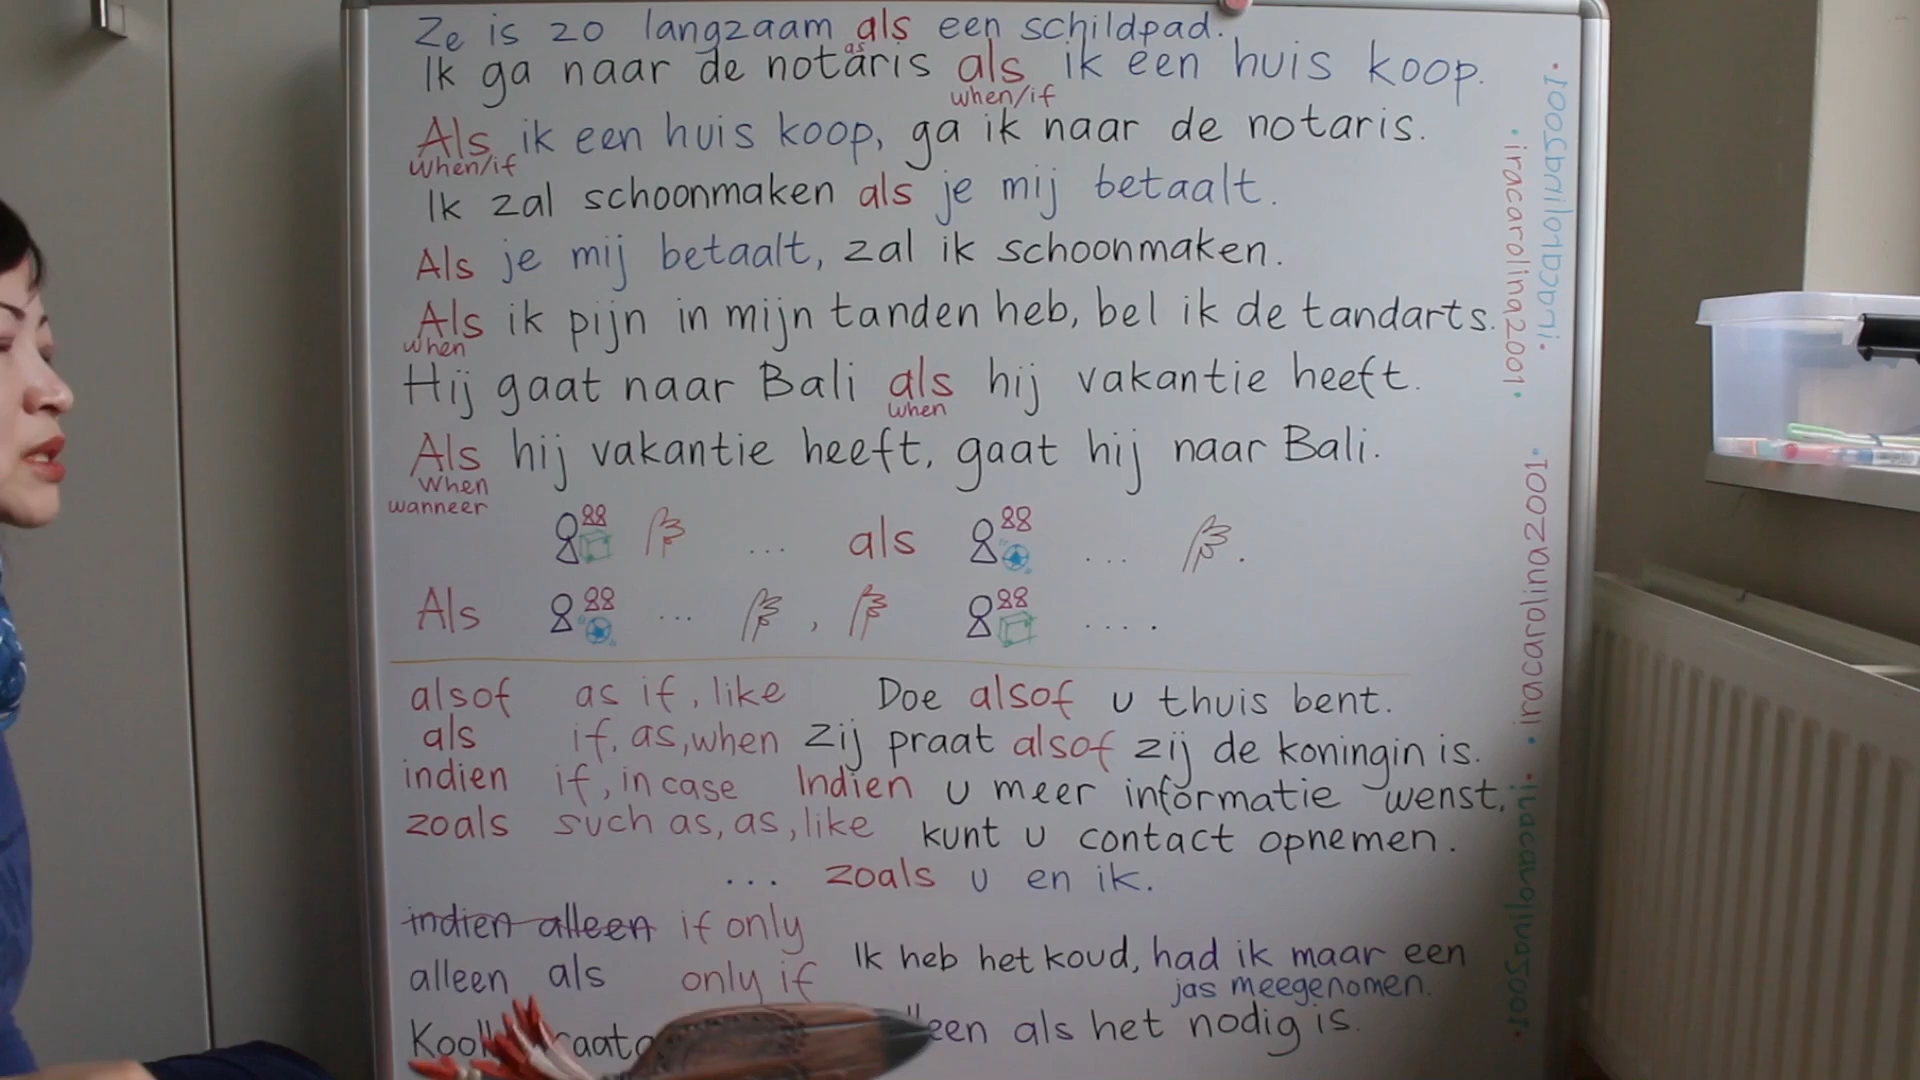 Ze is zo langzaam als een schildpad.
as
Ik ga naar de notaris als ik een huis koop.
when/if
Als ik een huis koop, ga ik naar de notaris.
when/if
Ik zal schoonmaken als je mij betaalt.
Als je mij betaalt, zal ik schoonmaken.
Als ik pijn in mijn tanden heb, bel ik de tandarts.
when
Hij gaat naar Bali als hij vakantie heeft.
when
Als hij vakantie heeft, gaat hij naar Bali.
When
wanneer
... als ... .
Als ... , ... .
alsof as if, like Doe alsof u thuis bent.
als if, as, when Zij praat alsof zij de koningin is.
indien if, in case Indien u meer informatie wenst,
zoals such as, as, like kunt u contact opnemen.
... zoals u en ik.
indien alleen if only
Ik heb het koud, had ik maar een
jas meegenomen.
alleen als only if
als het nodig is.
iracarolina2001
iracarolina2001
iracarolina2001
iracarolina2001